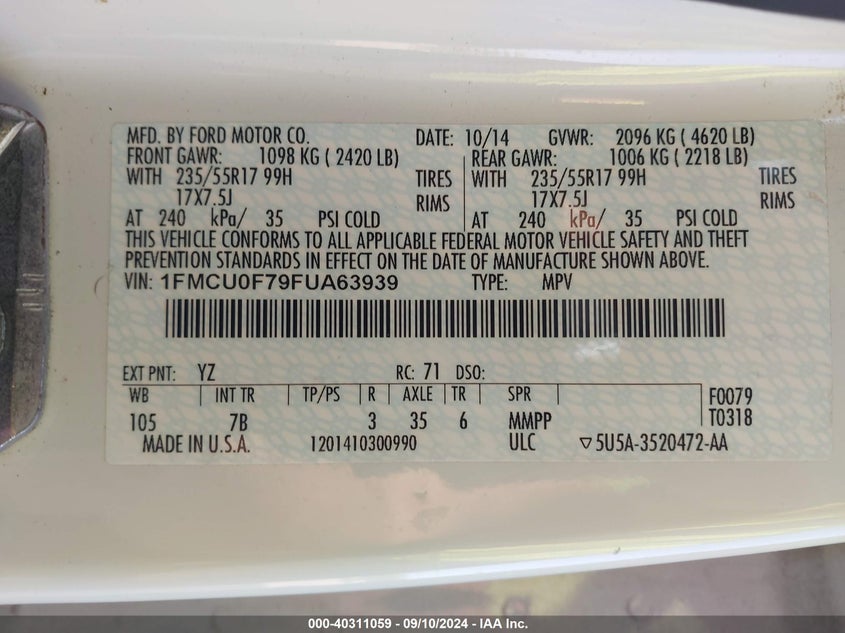 MFD. BY FORD MOTOR CO. DATE: 10/14 GVWR: 2096 KG ( 4620 LB)
FRONT GAWR: 1098 KG ( 2420 LB) REAR GAWR: 1006 KG ( 2218 LB)
WITH 235/55R17 99H TIRES WITH 235/55R17 99H TIRES
17X7.5J RIMS 17X7.5J RIMS
AT 240 kPa/ 35 PSI COLD AT 240 kPa/ 35 PSI COLD
THIS VEHICLE CONFORMS TO ALL APPLICABLE FEDERAL MOTOR VEHICLE SAFETY AND THEFT
PREVENTION STANDARDS IN EFFECT ON THE DATE OF MANUFACTURE SHOWN ABOVE.
VIN: 1FMCU0F79FUA63939 TYPE: MPV
EXT PNT: YZ RC: 71 DSO:
WB INT TR TP/PS R AXLE TR SPR F0079
105 7B 3 35 6 MMPP T0318
MADE IN U.S.A. 1201410300990 ULC ▽5U5A-3520472-AA
000-40311059 - 09/10/2024 - IAA Inc.